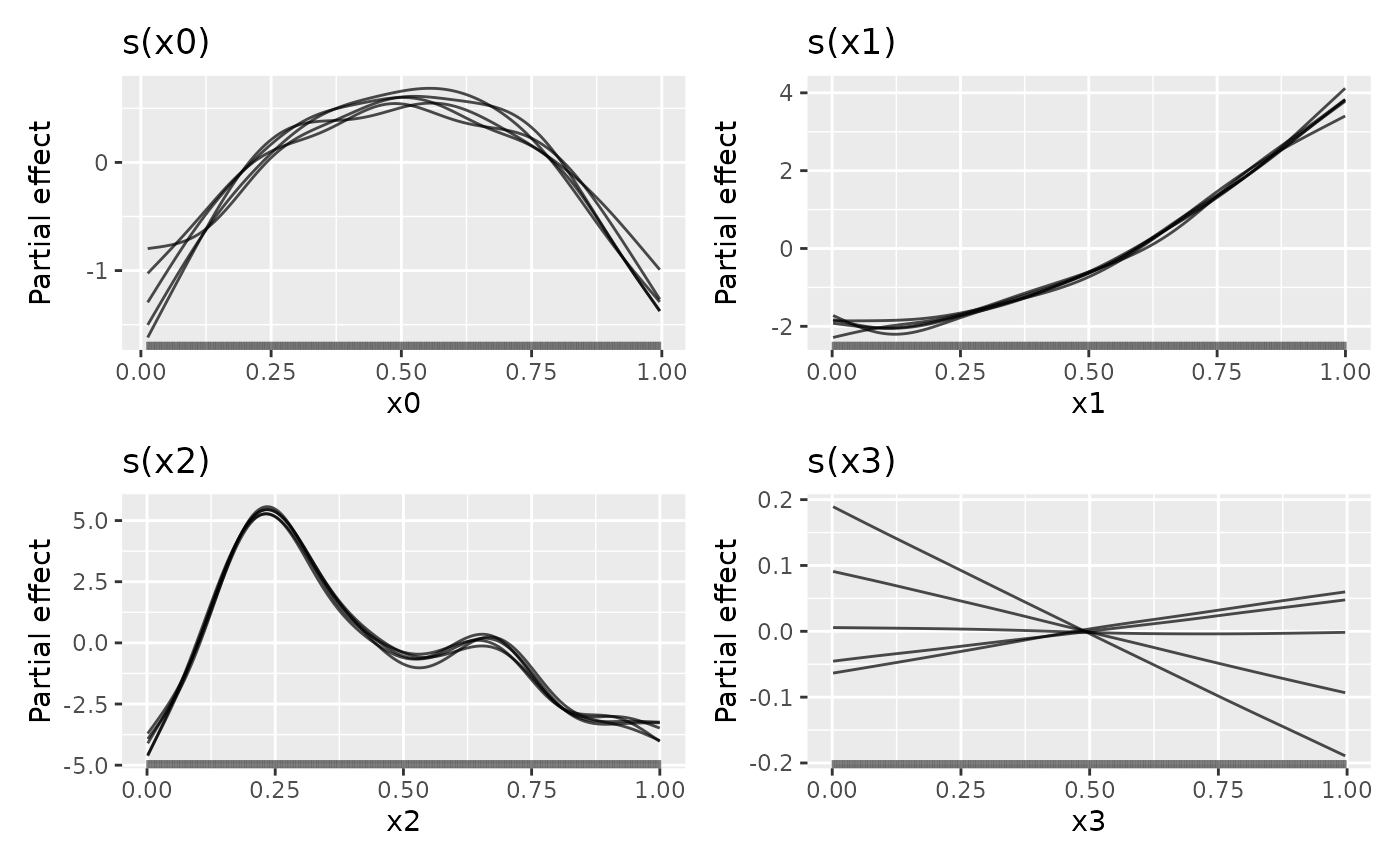 s(x0)
Partial effect
0
-1
0.00 0.25 0.50 0.75 1.00
x0
s(x1)
Partial effect
4
2
0
-2
0.00 0.25 0.50 0.75 1.00
x1
s(x2)
Partial effect
5.0
2.5
0.0
-2.5
-5.0
0.00 0.25 0.50 0.75 1.00
x2
s(x3)
Partial effect
0.2
0.1
0.0
-0.1
-0.2
0.00 0.25 0.50 0.75 1.00
x3